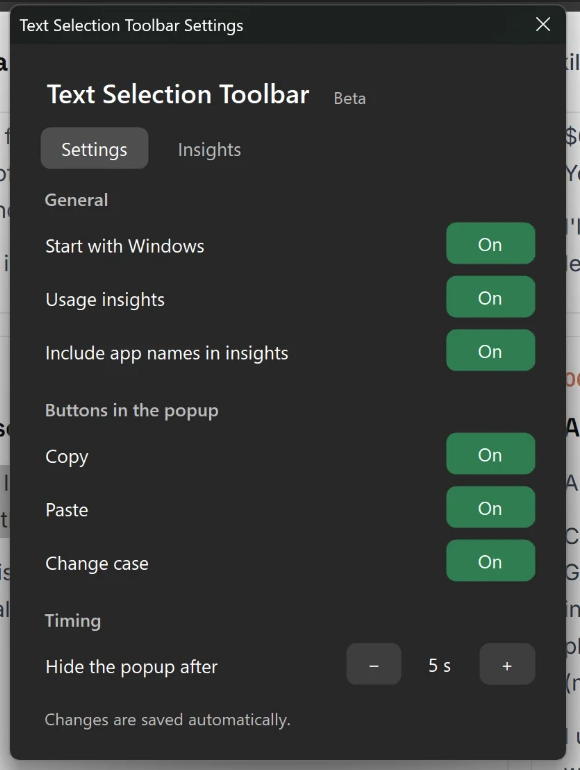 Text Selection Toolbar Settings
Text Selection Toolbar Beta
Settings Insights
General
Start with Windows On
Usage insights On
Include app names in insights On
Buttons in the popup
Copy On
Paste On
Change case On
Timing
Hide the popup after − 5 s +
Changes are saved automatically.